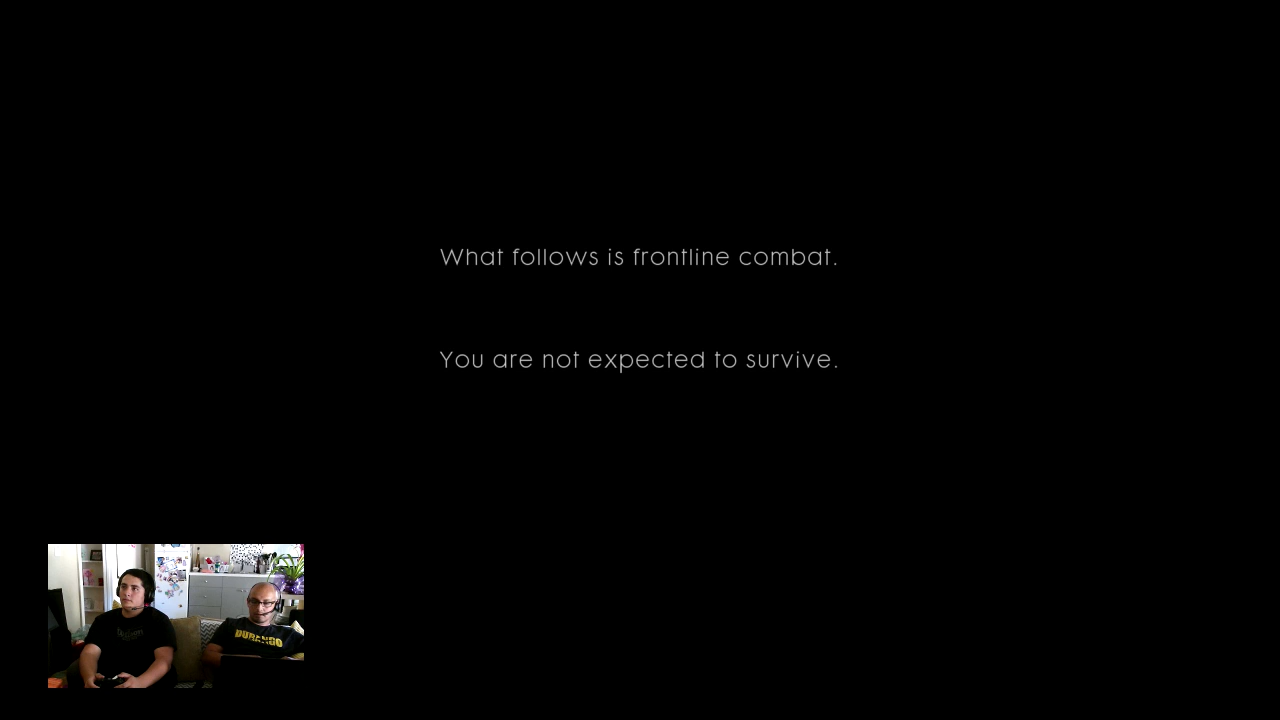 What follows is frontline combat.
You are not expected to survive.
DURANGO